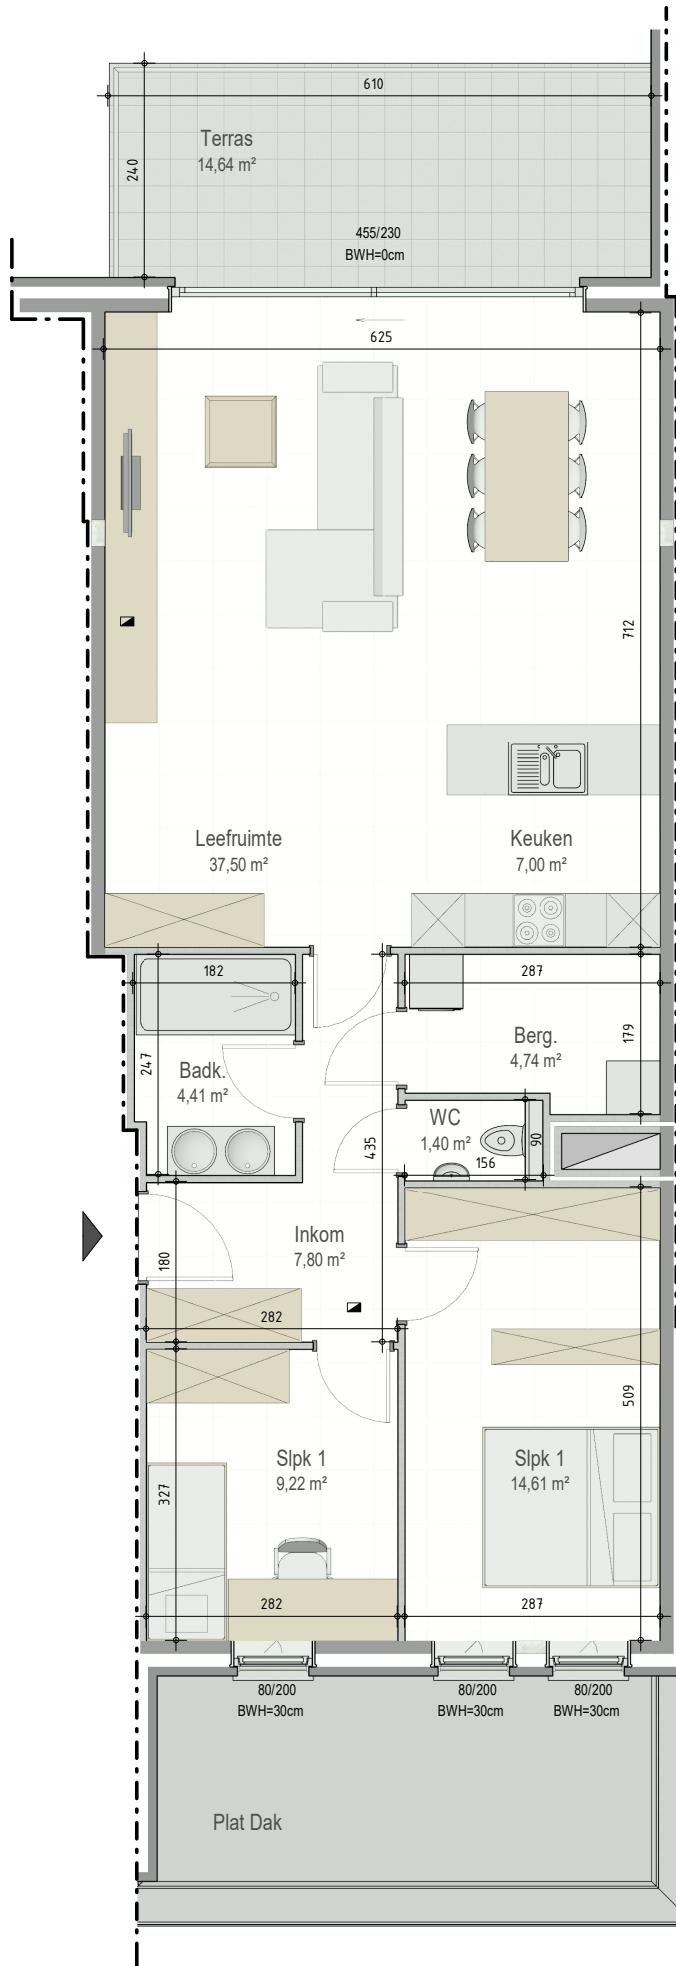 610
Terras
14,64 m²
240
455/230
BWH=0cm
625
712
Leefruimte
37,50 m²
Keuken
7,00 m²
182
287
247
Badk.
4,41 m²
Berg.
4,74 m²
179
WC
1,40 m²
435
156
90
Inkom
7,80 m²
180
282
509
Slpk 1
9,22 m²
Slpk 1
14,61 m²
327
282
287
80/200
BWH=30cm
80/200
BWH=30cm
80/200
BWH=30cm
Plat Dak